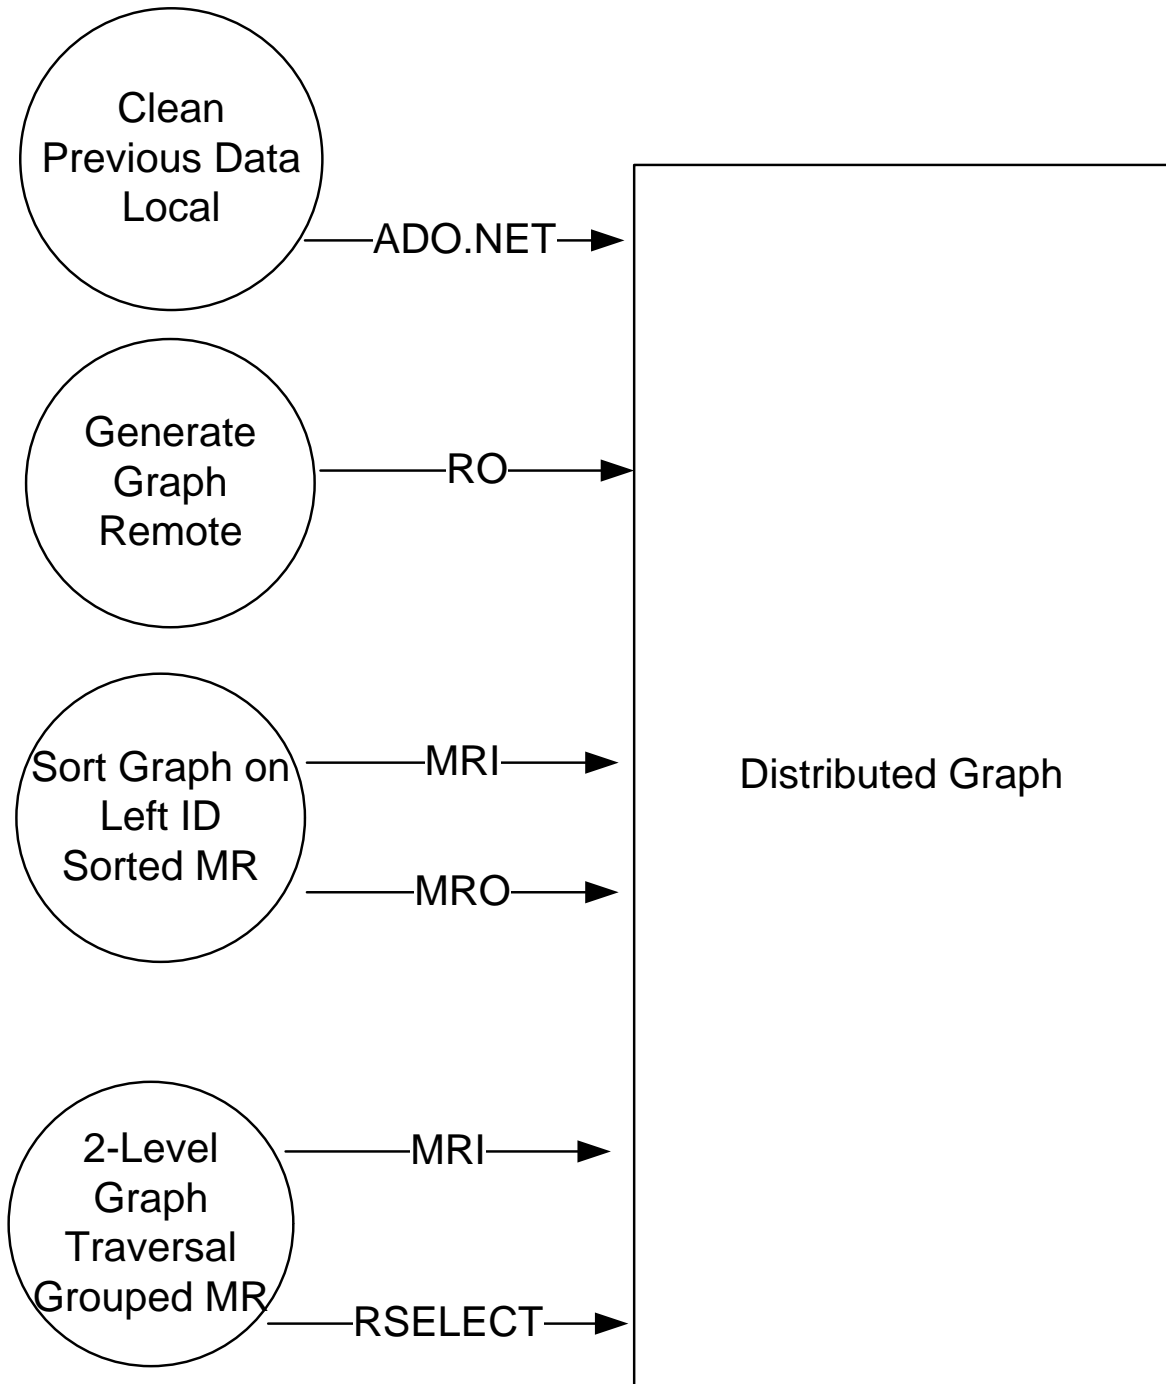 Clean
Previous Data
Local
ADO.NET
Generate
Graph
Remote
RO
Sort Graph on
Left ID
Sorted MR
MRI
MRO
Distributed Graph
2-Level
Graph
Traversal
Grouped MR
MRI
RSELECT